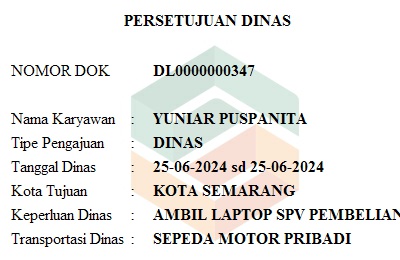 PERSETUJUAN DINAS
NOMOR DOK DL0000000347
Nama Karyawan : YUNIAR PUSPANITA
Tipe Pengajuan : DINAS
Tanggal Dinas : 25-06-2024 sd 25-06-2024
Kota Tujuan : KOTA SEMARANG
Keperluan Dinas : AMBIL LAPTOP SPV PEMBELIAN
Transportasi Dinas : SEPEDA MOTOR PRIBADI